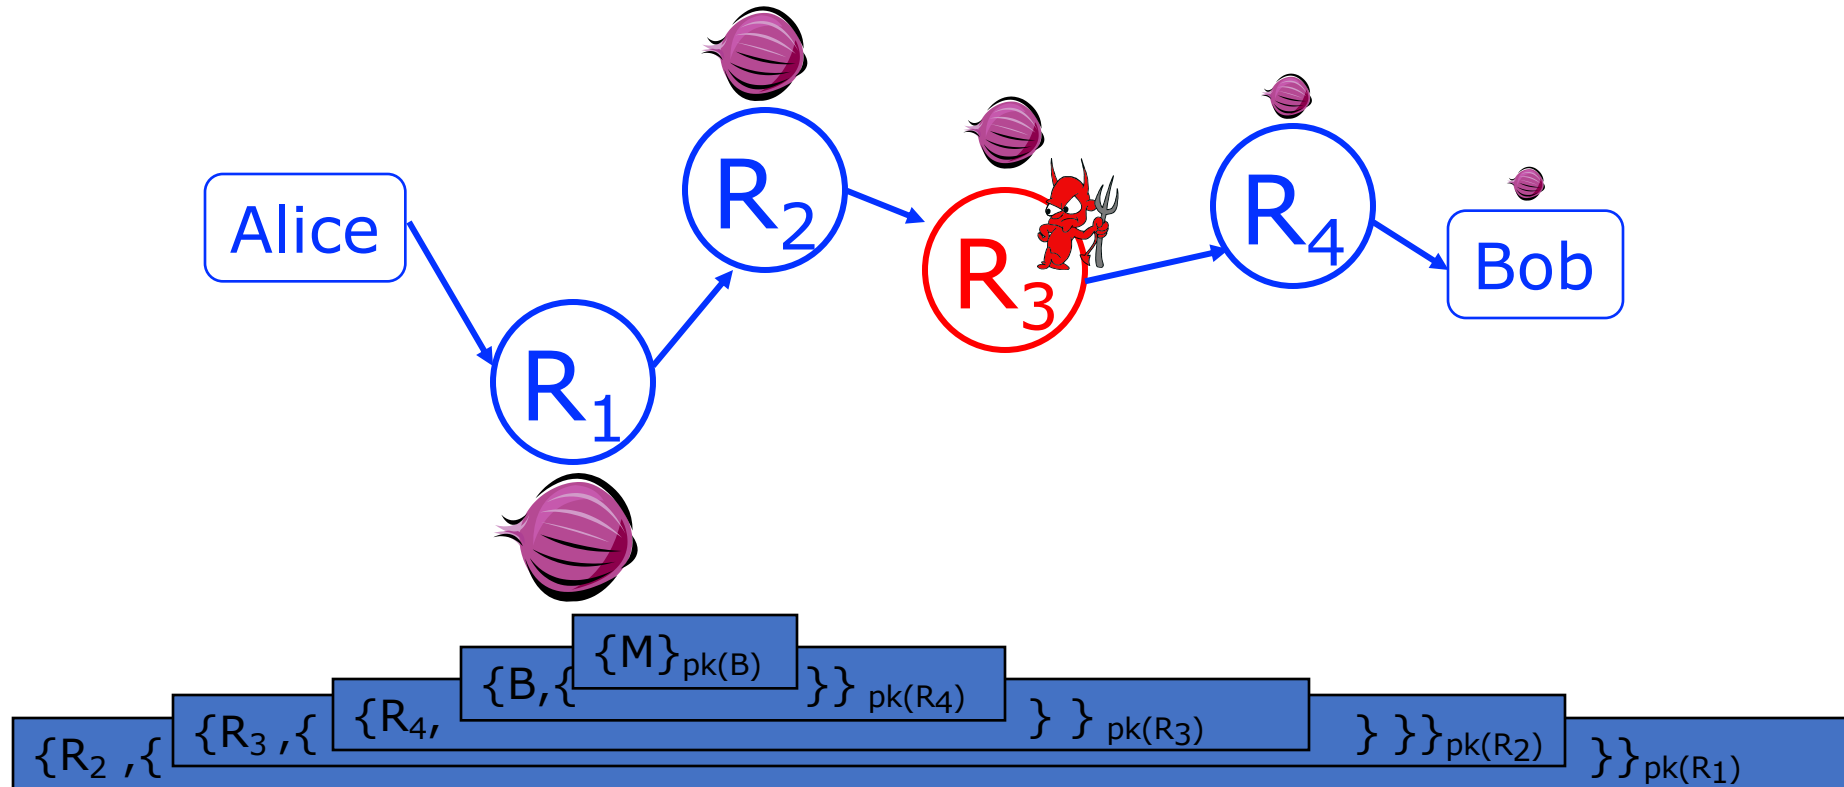 Alice
R₁
R₂
R₃
R₄
Bob
{M}pk(B)
{B,{ }}pk(R₄)
{R₄, } }pk(R₃)
{R₃ ,{ } }}pk(R₂)
{R₂ ,{ }}pk(R₁)